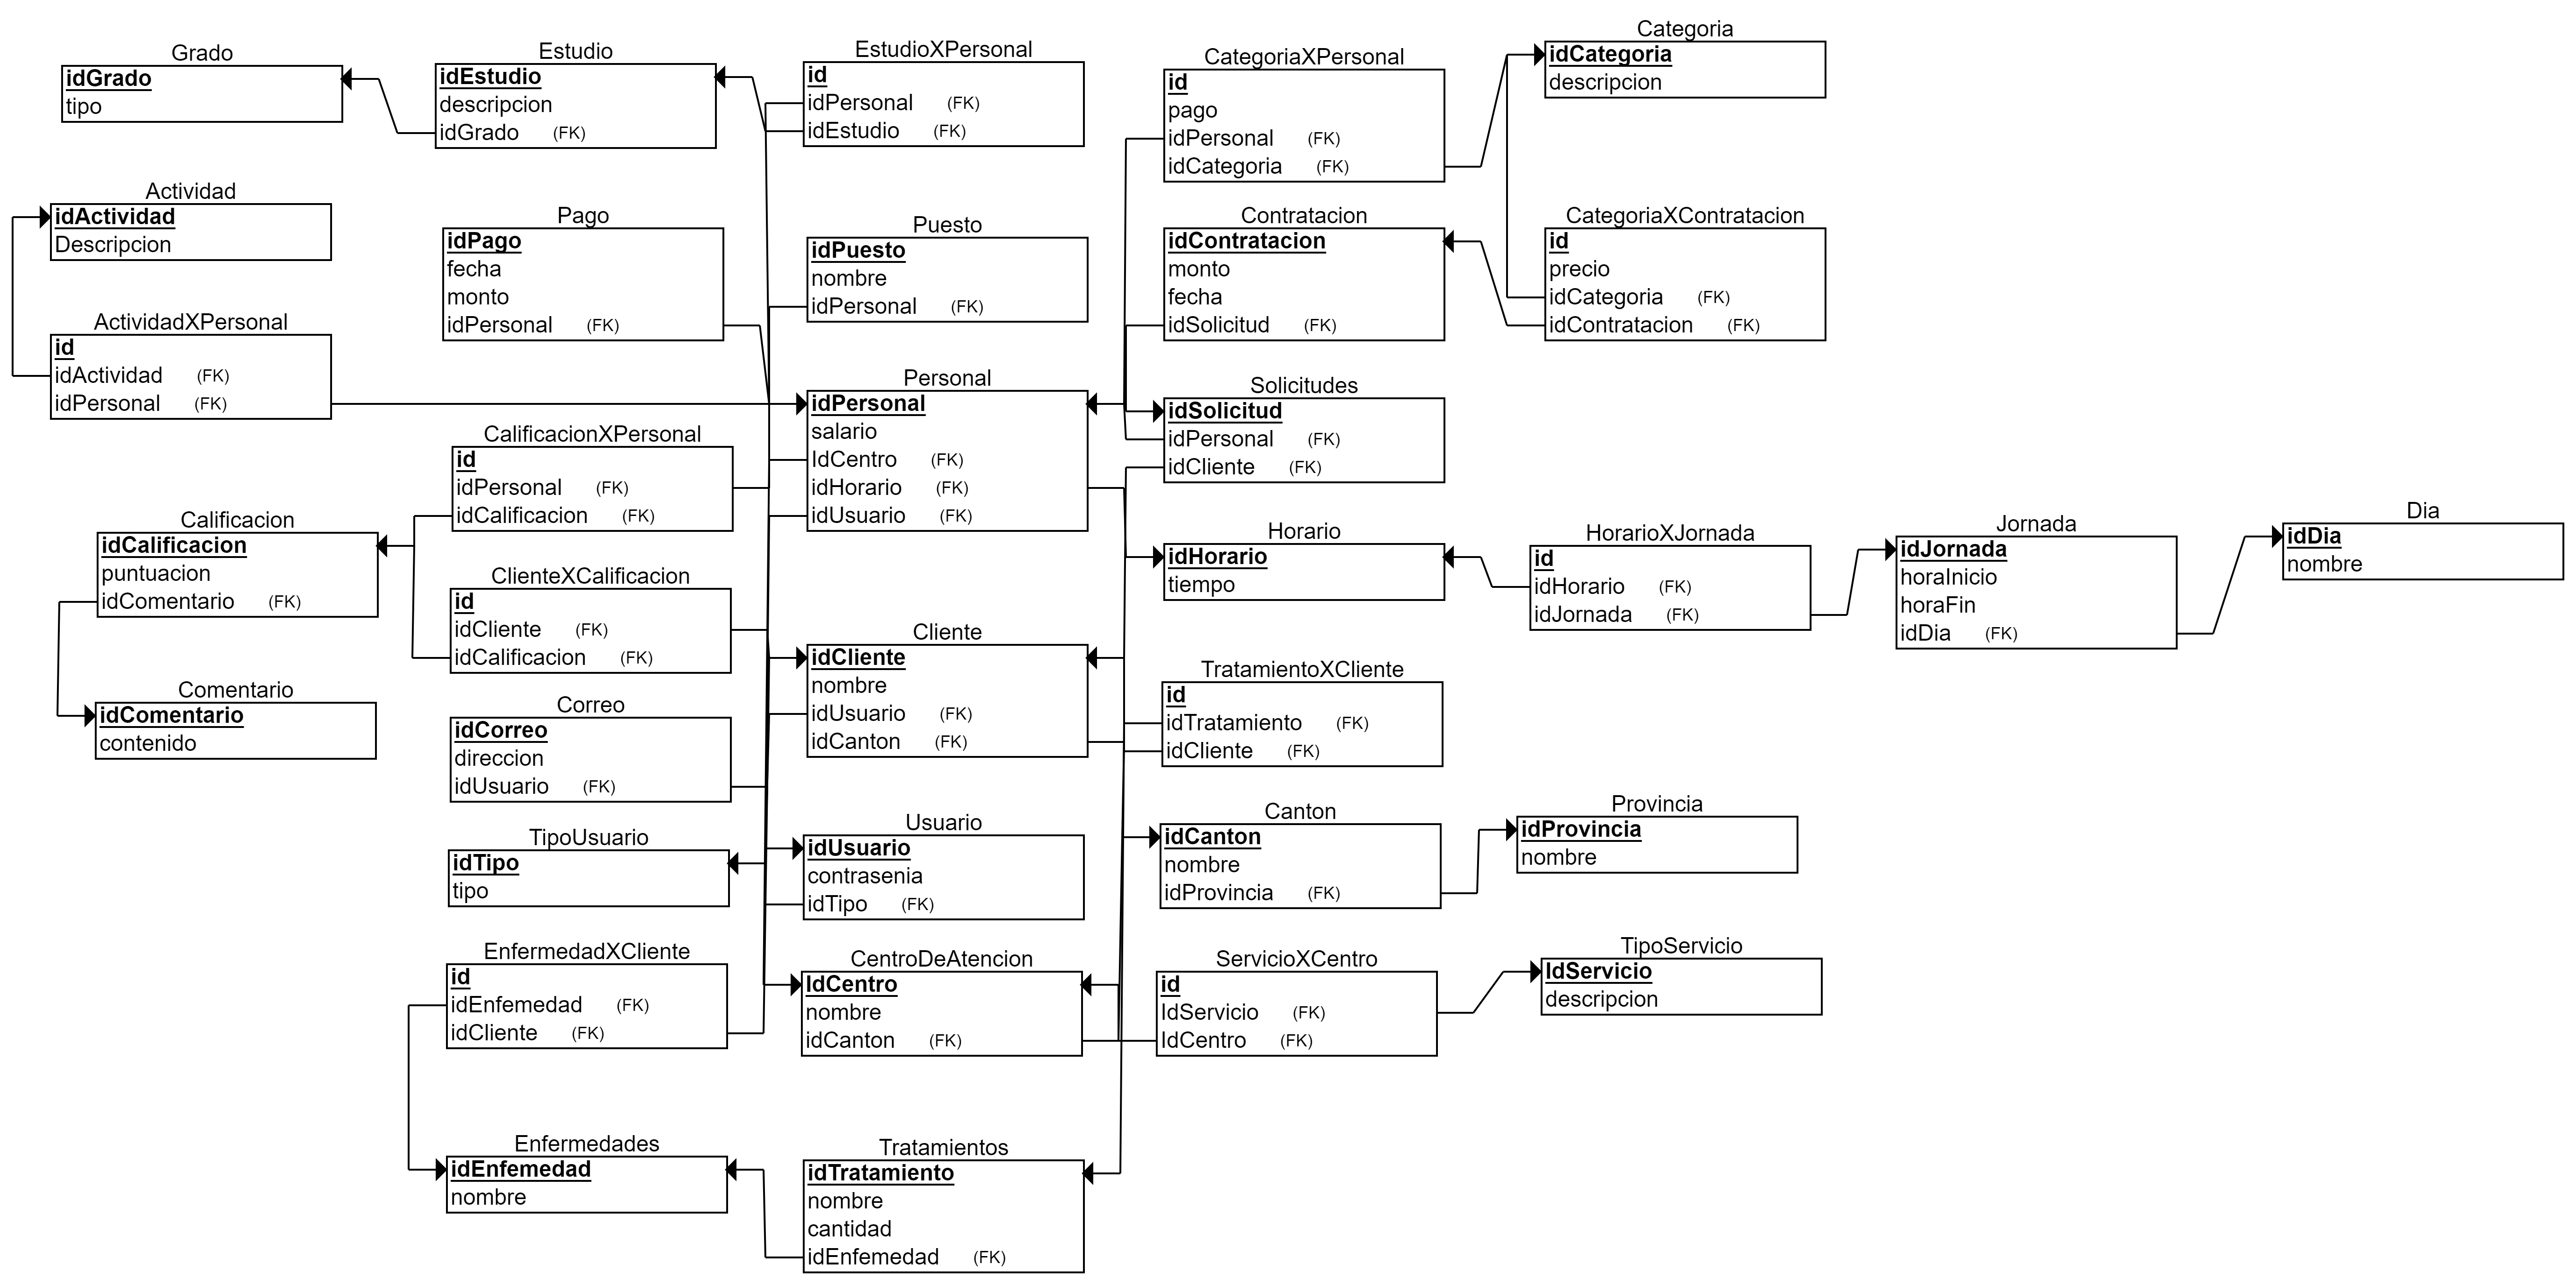 Grado
idGrado
tipo
Estudio
idEstudio
descripcion
idGrado (FK)
EstudioXPersonal
id
idPersonal (FK)
idEstudio (FK)
CategoriaXPersonal
id
pago
idPersonal (FK)
idCategoria (FK)
Categoria
idCategoria
descripcion
Actividad
idActividad
Descripcion
Pago
idPago
fecha
monto
idPersonal (FK)
Puesto
idPuesto
nombre
idPersonal (FK)
Contratacion
idContratacion
monto
fecha
idSolicitud (FK)
CategoriaXContratacion
id
precio
idCategoria (FK)
idContratacion (FK)
ActividadXPersonal
id
idActividad (FK)
idPersonal (FK)
Personal
idPersonal
salario
IdCentro (FK)
idHorario (FK)
idUsuario (FK)
Solicitudes
idSolicitud
idPersonal (FK)
idCliente (FK)
CalificacionXPersonal
id
idPersonal (FK)
idCalificacion (FK)
Calificacion
idCalificacion
puntuacion
idComentario (FK)
Horario
idHorario
tiempo
HorarioXJornada
id
idHorario (FK)
idJornada (FK)
Jornada
idJornada
horaInicio
horaFin
idDia (FK)
Dia
idDia
nombre
ClienteXCalificacion
id
idCliente (FK)
idCalificacion (FK)
Cliente
idCliente
nombre
idUsuario (FK)
idCanton (FK)
TratamientoXCliente
id
idTratamiento (FK)
idCliente (FK)
Comentario
idComentario
contenido
Correo
idCorreo
direccion
idUsuario (FK)
TipoUsuario
idTipo
tipo
Usuario
idUsuario
contrasenia
idTipo (FK)
Canton
idCanton
nombre
idProvincia (FK)
Provincia
idProvincia
nombre
EnfermedadXCliente
id
idEnfemedad (FK)
idCliente (FK)
CentroDeAtencion
IdCentro
nombre
idCanton (FK)
ServicioXCentro
id
IdServicio (FK)
IdCentro (FK)
TipoServicio
IdServicio
descripcion
Enfermedades
idEnfemedad
nombre
Tratamientos
idTratamiento
nombre
cantidad
idEnfemedad (FK)